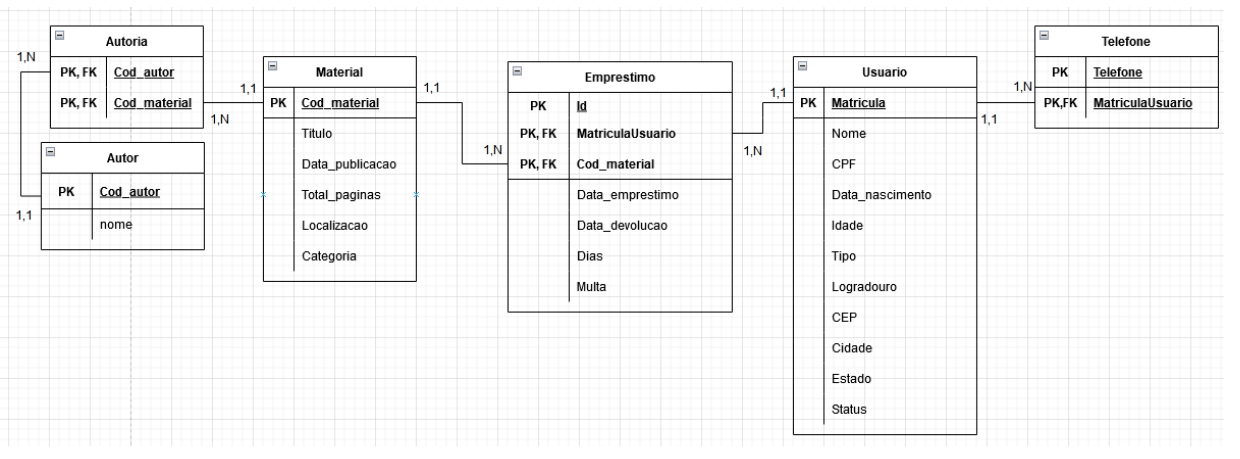 Autoria
PK, FK Cod_autor
PK, FK Cod_material
1,N
1,N
Autor
PK Cod_autor
nome
1,1
1,1
Material
PK Cod_material
Titulo
Data_publicacao
Total_paginas
Localizacao
Categoria
1,1
1,N
Emprestimo
PK Id
PK, FK MatriculaUsuario
PK, FK Cod_material
Data_emprestimo
Data_devolucao
Dias
Multa
1,1
1,N
Usuario
PK Matricula
Nome
CPF
Data_nascimento
Idade
Tipo
Logradouro
CEP
Cidade
Estado
Status
1,1
1,N
Telefone
PK Telefone
PK,FK MatriculaUsuario